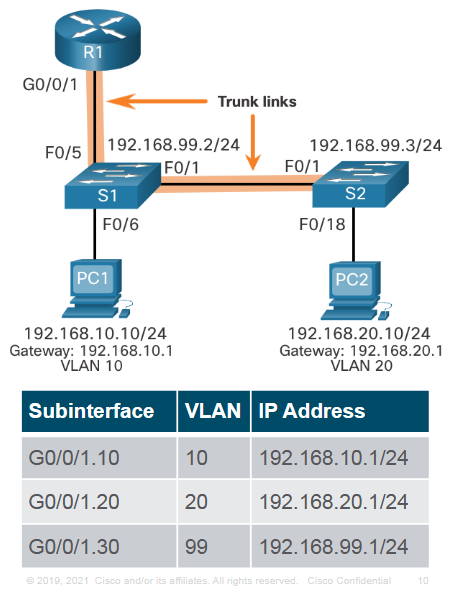 R1
G0/0/1
Trunk links
F0/5
192.168.99.2/24
192.168.99.3/24
F0/1
F0/1
S1
S2
F0/6
F0/18
PC1
PC2
192.168.10.10/24
Gateway: 192.168.10.1
VLAN 10
192.168.20.10/24
Gateway: 192.168.20.1
VLAN 20
Subinterface VLAN IP Address
G0/0/1.10 10 192.168.10.1/24
G0/0/1.20 20 192.168.20.1/24
G0/0/1.30 99 192.168.99.1/24
© 2019, 2021 Cisco and/or its affiliates. All rights reserved. Cisco Confidential 10